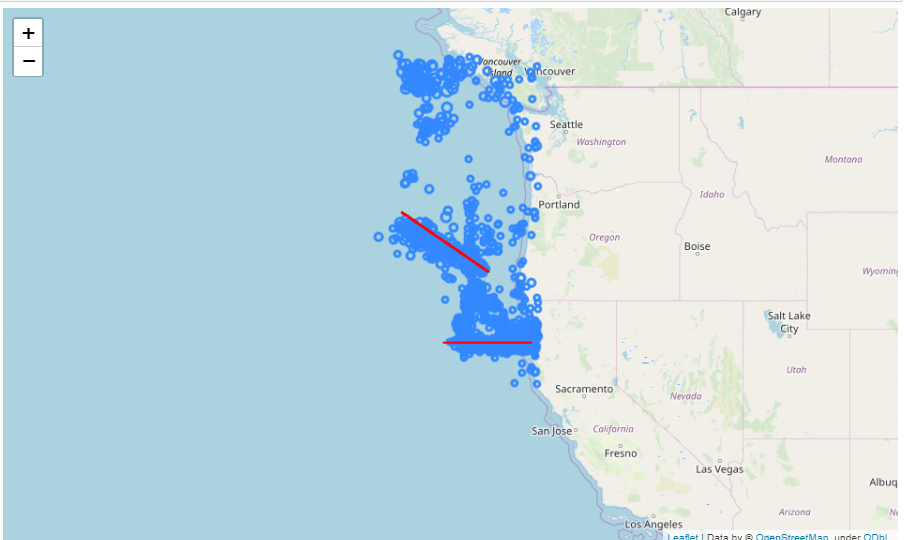 Calgary
+
−
Vancouver
Island
Vancouver
Seattle
Washington
Montana
Idaho
Portland
Oregon
Boise
Wyoming
Salt Lake
City
Utah
Sacramento
Nevada
San Jose
California
Fresno
Las Vegas
Albuq
Arizona
Ne
Los Angeles
Leaflet | Data by © OpenStreetMap, under ODbL